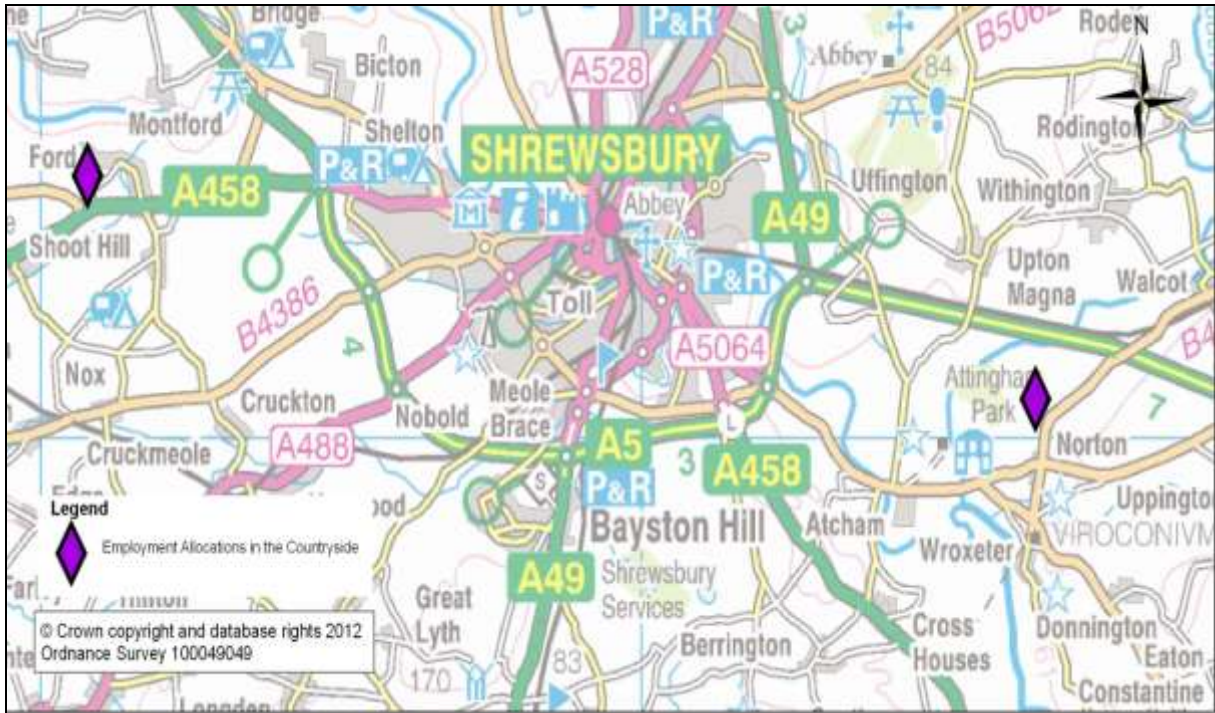 Bridge
P&R
B5062
Roden
N
Bicton
A528
3
Abbey
84
Montford
Shelton
Rodington
Ford
SHREWSBURY
P&R
A458
Uffington
Withington
M
i
Abbey
A49
Shoot Hill
P&R
Upton
Magna
Walcot
B4386
Toll
4
A5064
Nox
Meole
Brace
Attingham
Park
7
Cruckton
Nobold
L
Norton
A488
A5
3
A458
Cruckmeole
S
P&R
Uppington
Legend
Bayston Hill
Atcham
VIROCONIVM
Employment Allocations in the Countryside
Wroxeter
A49
Shrewsbury
Services
Great
Lyth
© Crown copyright and database rights 2012
Ordnance Survey 100049049
Cross
Houses
Donnington
Berrington
Eaton
Constantine
170
83
Longden